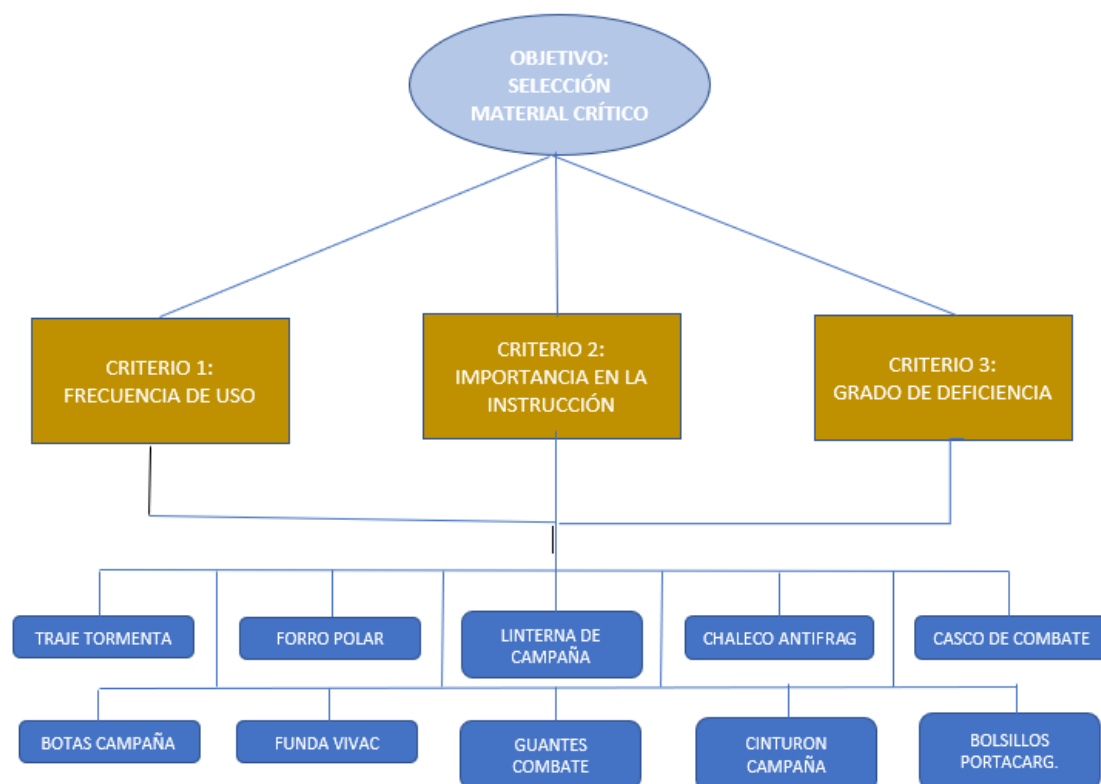 OBJETIVO:
SELECCIÓN
MATERIAL CRÍTICO
CRITERIO 1:
FRECUENCIA DE USO
CRITERIO 2:
IMPORTANCIA EN LA
INSTRUCCIÓN
CRITERIO 3:
GRADO DE DEFICIENCIA
TRAJE TORMENTA
FORRO POLAR
LINTERNA DE
CAMPAÑA
CHALECO ANTIFRAG
CASCO DE COMBATE
BOTAS CAMPAÑA
FUNDA VIVAC
GUANTES
COMBATE
CINTURON
CAMPAÑA
BOLSILLOS
PORTACARG.